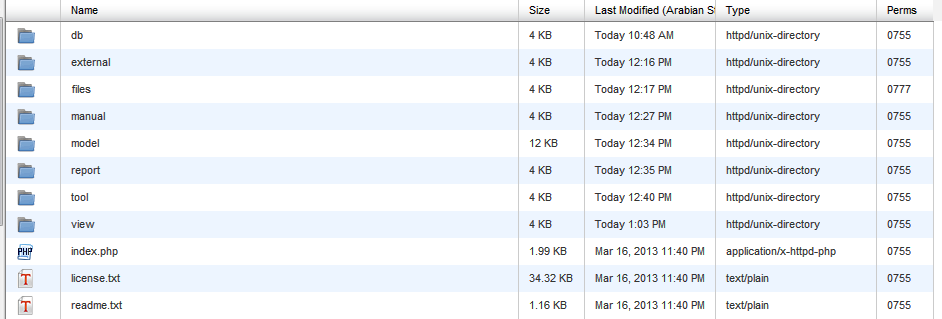 Name Size Last Modified (Arabian St Type Perms
db 4 KB Today 10:48 AM httpd/unix-directory 0755
external 4 KB Today 12:16 PM httpd/unix-directory 0755
files 4 KB Today 12:17 PM httpd/unix-directory 0777
manual 4 KB Today 12:27 PM httpd/unix-directory 0755
model 12 KB Today 12:34 PM httpd/unix-directory 0755
report 4 KB Today 12:35 PM httpd/unix-directory 0755
tool 4 KB Today 12:40 PM httpd/unix-directory 0755
view 4 KB Today 1:03 PM httpd/unix-directory 0755
PHP index.php 1.99 KB Mar 16, 2013 11:40 PM application/x-httpd-php 0755
T license.txt 34.32 KB Mar 16, 2013 11:40 PM text/plain 0755
T readme.txt 1.16 KB Mar 16, 2013 11:40 PM text/plain 0755